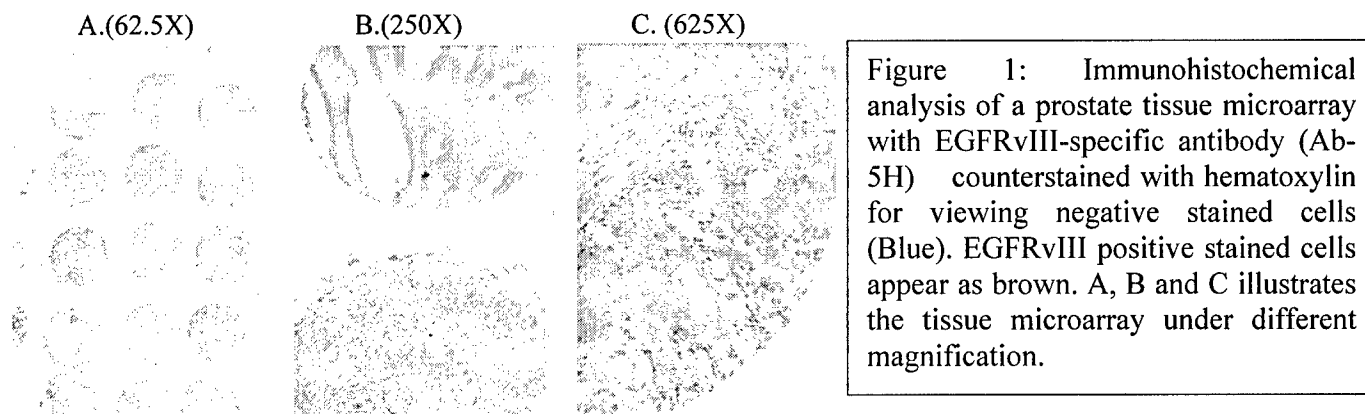 A.(62.5X) B.(250X) C. (625X)
Figure 1: Immunohistochemical
analysis of a prostate tissue microarray
with EGFRvIII-specific antibody (Ab-
5H) counterstained with hematoxylin
for viewing negative stained cells
(Blue). EGFRvIII positive stained cells
appear as brown. A, B and C illustrates
the tissue microarray under different
magnification.